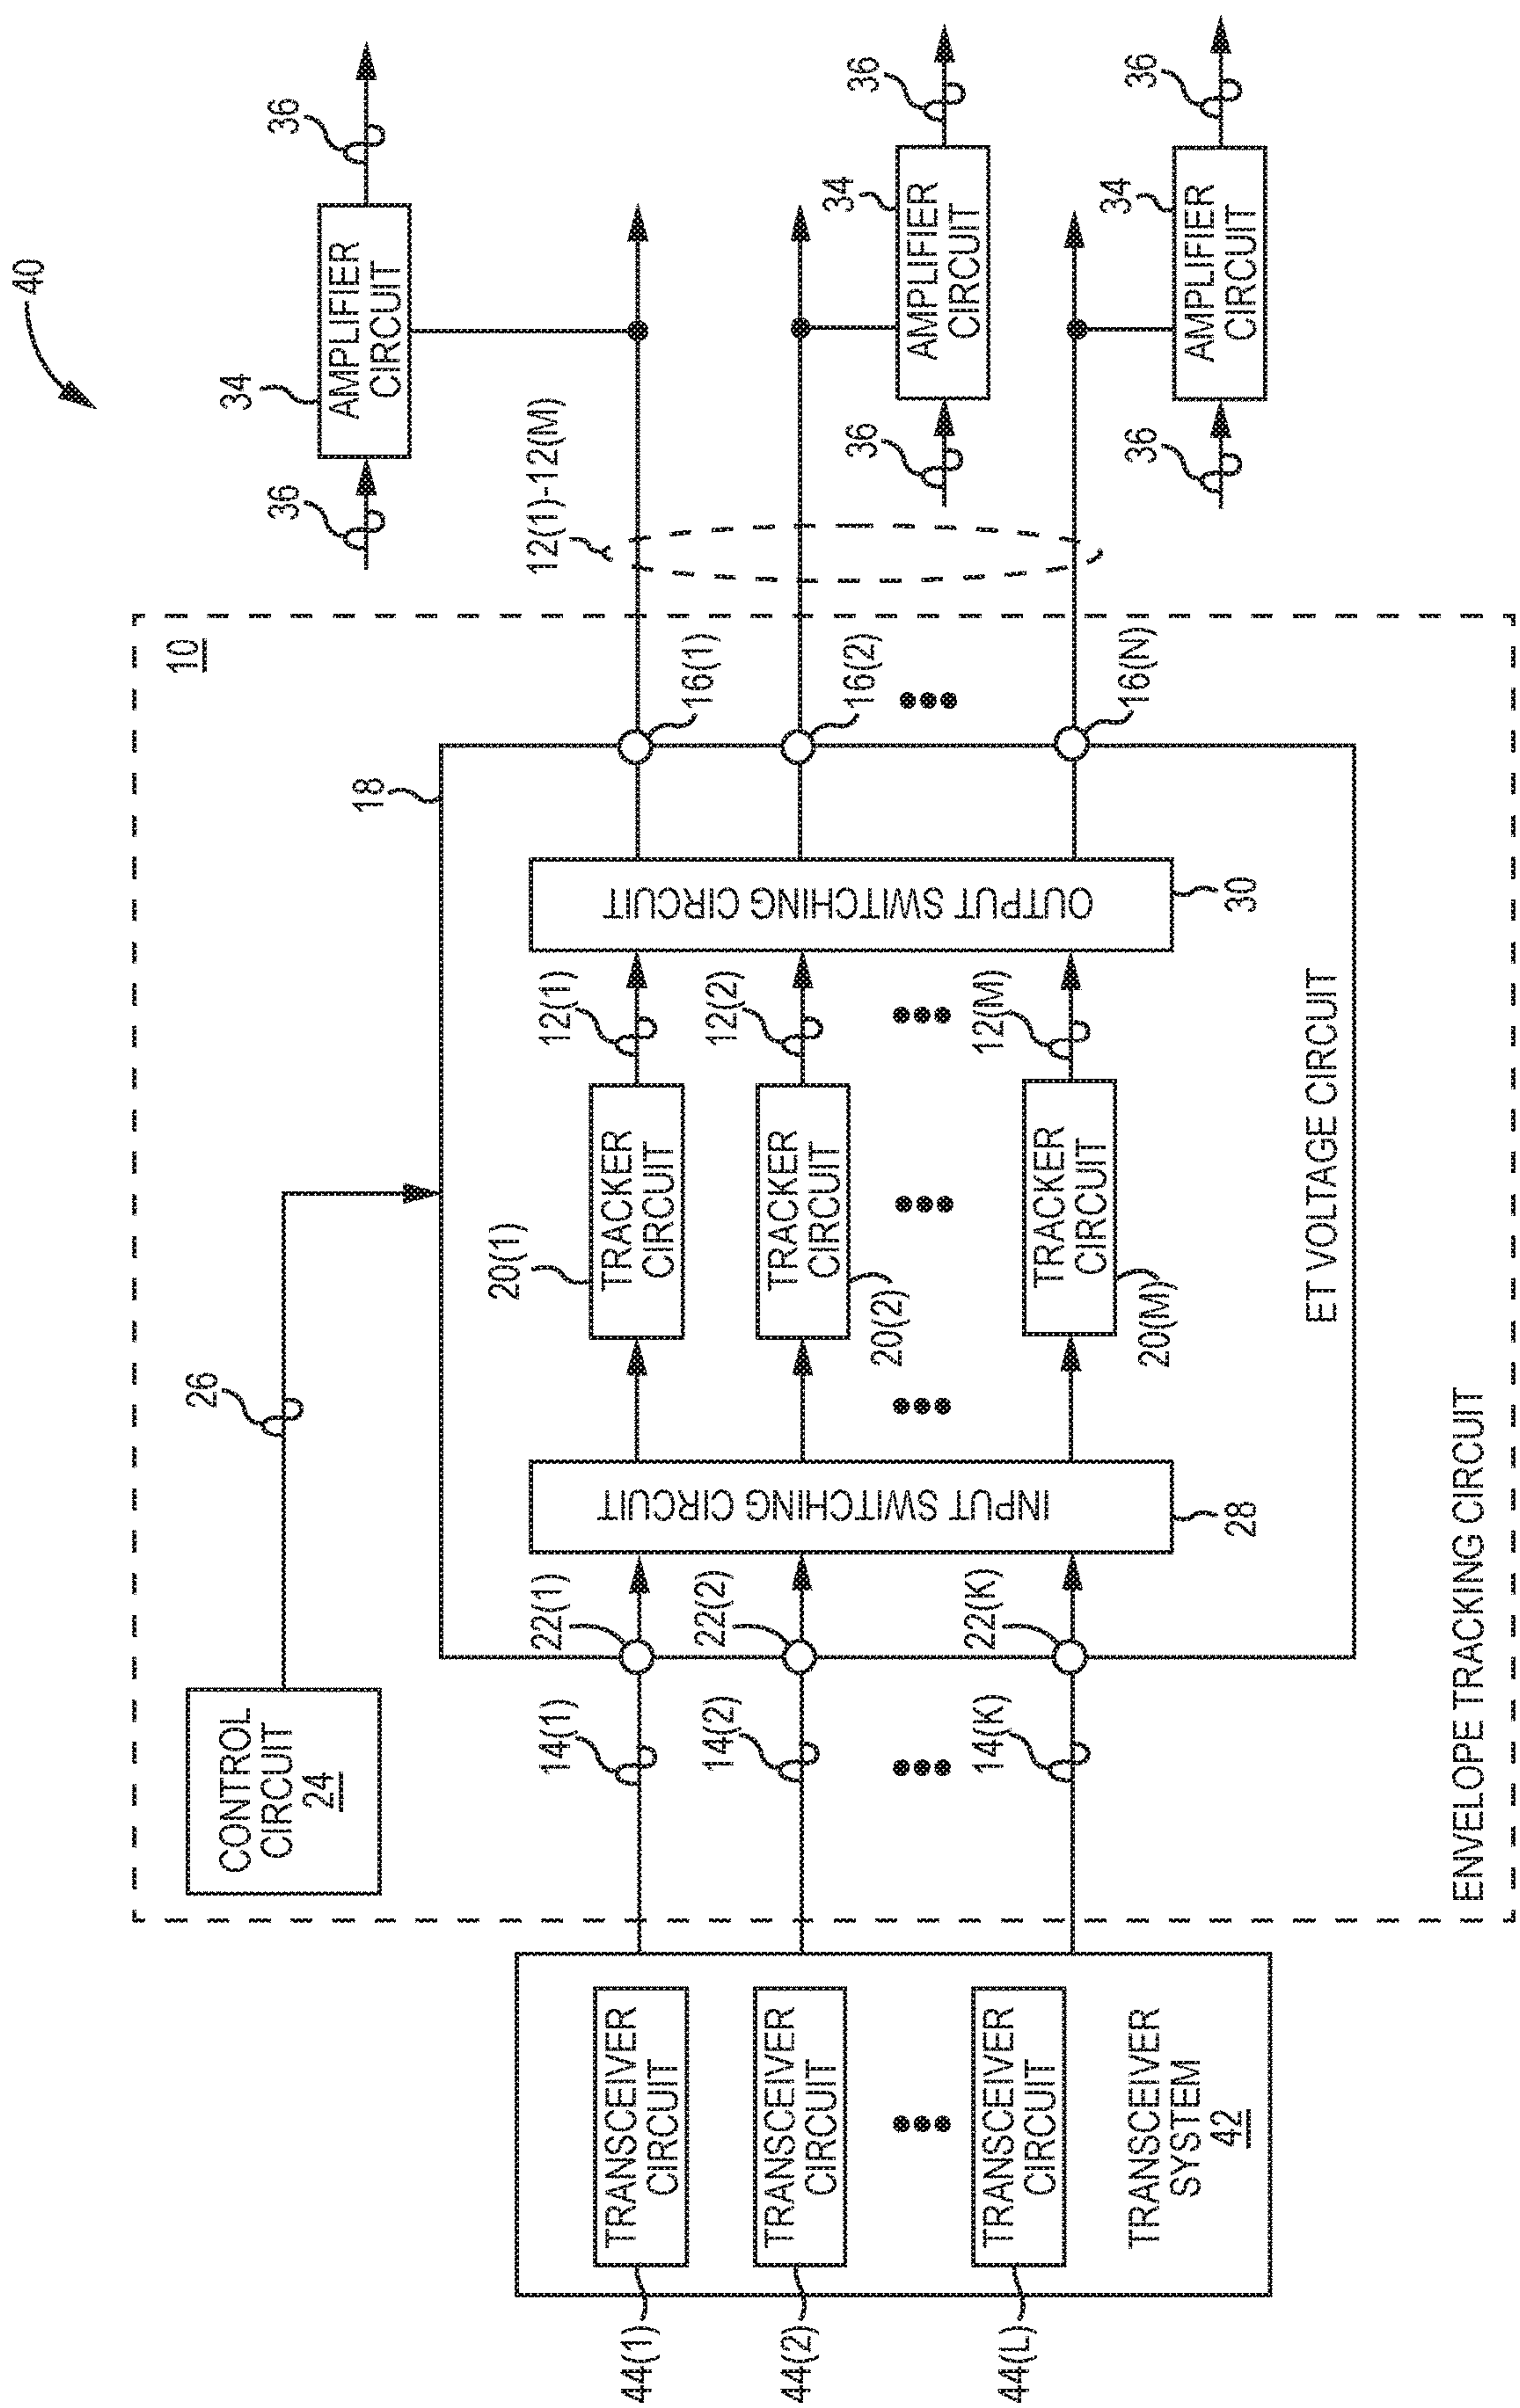 40
36
36
34
AMPLIFIER
CIRCUIT
12(1)-12(M)
36
36
34
AMPLIFIER
CIRCUIT
36
36
34
AMPLIFIER
CIRCUIT
10
CONTROL
CIRCUIT
24
26
18
14(1)
22(1)
20(1)
TRACKER
CIRCUIT
12(1)
16(1)
14(2)
22(2)
TRACKER
CIRCUIT
20(2)
12(2)
16(2)
14(K)
22(K)
TRACKER
CIRCUIT
20(M)
12(M)
16(N)
INPUT SWITCHING CIRCUIT
28
OUTPUT SWITCHING CIRCUIT
30
ET VOLTAGE CIRCUIT
ENVELOPE TRACKING CIRCUIT
44(1)
TRANSCEIVER
CIRCUIT
44(2)
TRANSCEIVER
CIRCUIT
44(L)
TRANSCEIVER
CIRCUIT
TRANSCEIVER
SYSTEM
42